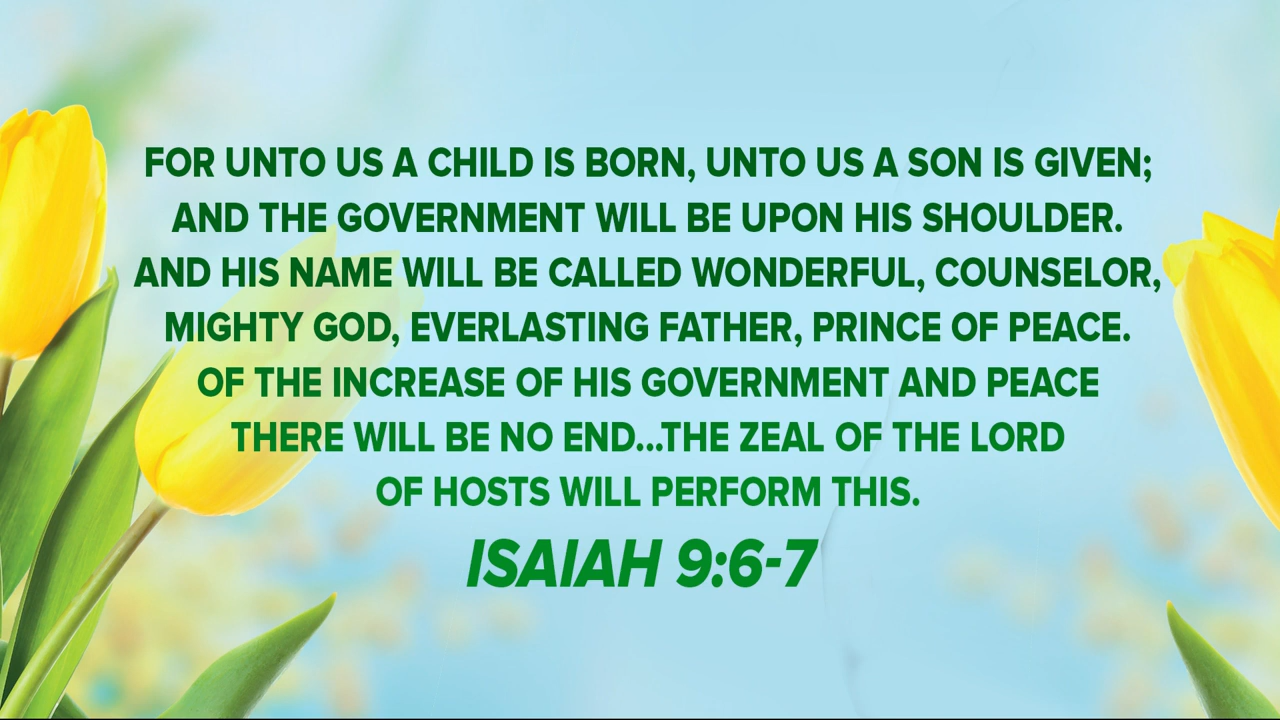 FOR UNTO US A CHILD IS BORN, UNTO US A SON IS GIVEN;
AND THE GOVERNMENT WILL BE UPON HIS SHOULDER.
AND HIS NAME WILL BE CALLED WONDERFUL, COUNSELOR,
MIGHTY GOD, EVERLASTING FATHER, PRINCE OF PEACE.
OF THE INCREASE OF HIS GOVERNMENT AND PEACE
THERE WILL BE NO END...THE ZEAL OF THE LORD
OF HOSTS WILL PERFORM THIS.
ISAIAH 9:6-7